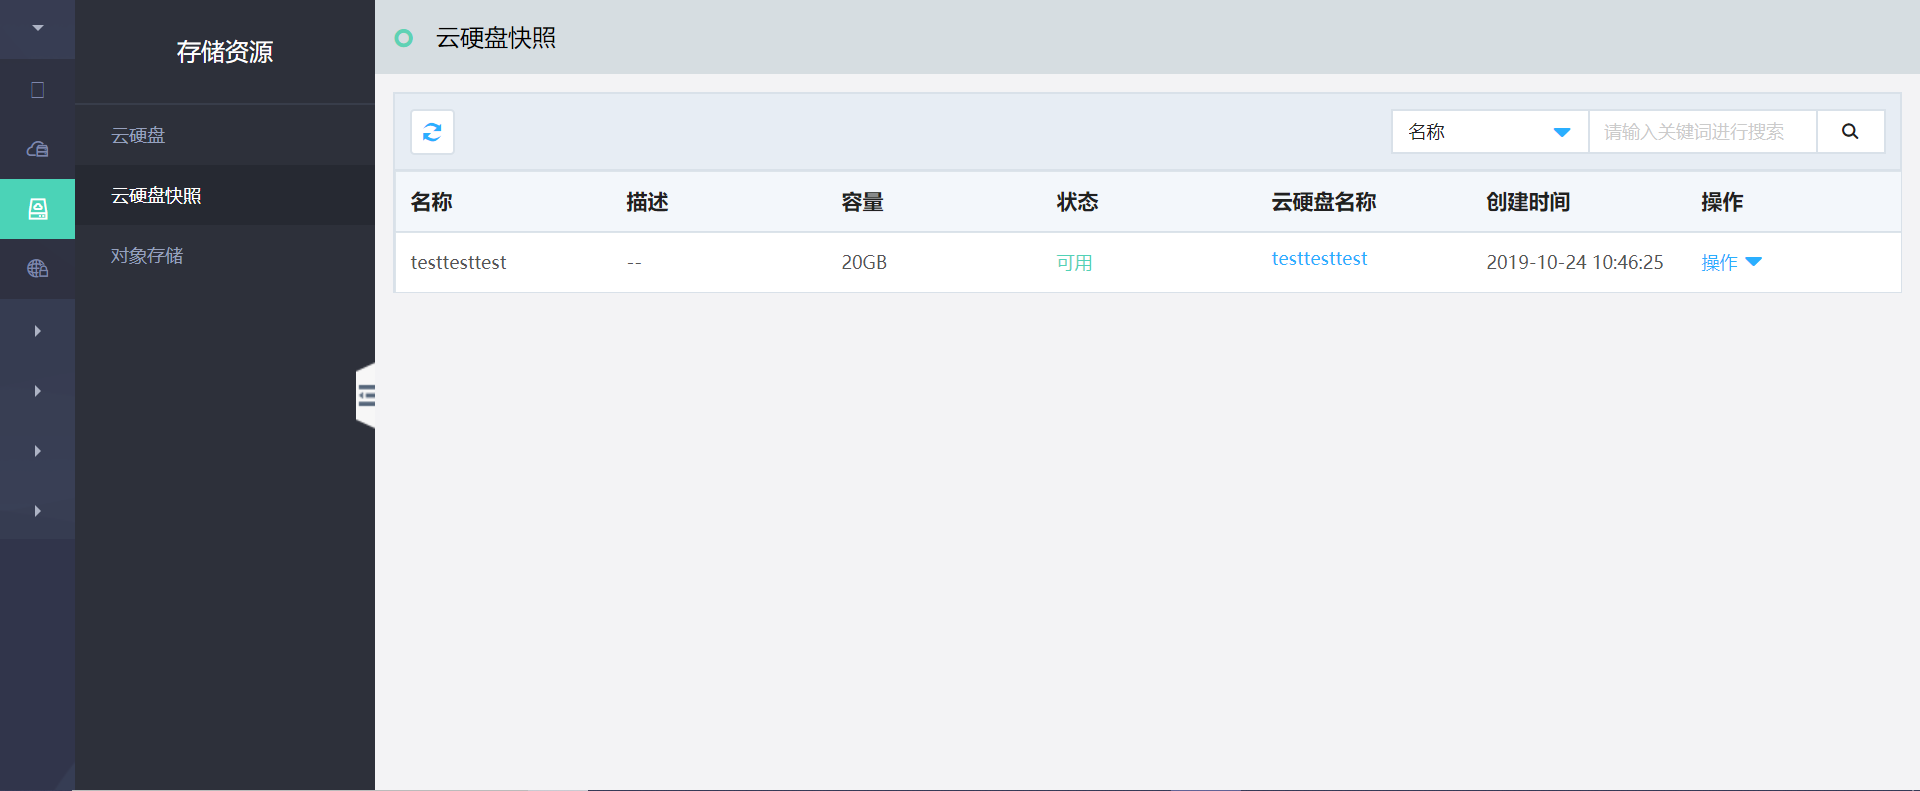 存储资源
云硬盘
云硬盘快照
对象存储
云硬盘快照
名称 请输入关键词进行搜索
名称 描述 容量 状态 云硬盘名称 创建时间 操作
testtesttest -- 20GB 可用 testtesttest 2019-10-24 10:46:25 操作